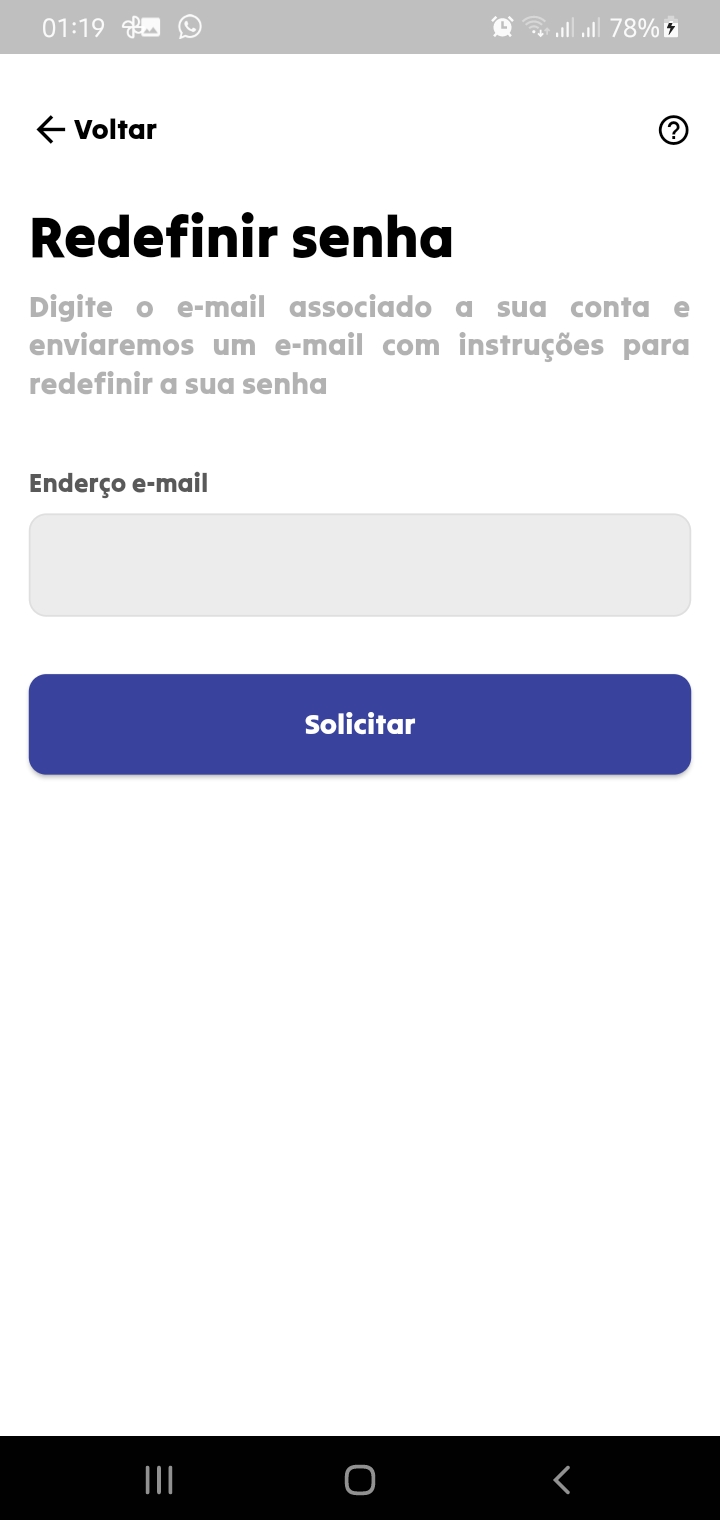 01:19
78%
Voltar
Redefinir senha
Digite o e-mail associado a sua conta e
enviaremos um e-mail com instruções para
redefinir a sua senha
Enderço e-mail
Solicitar